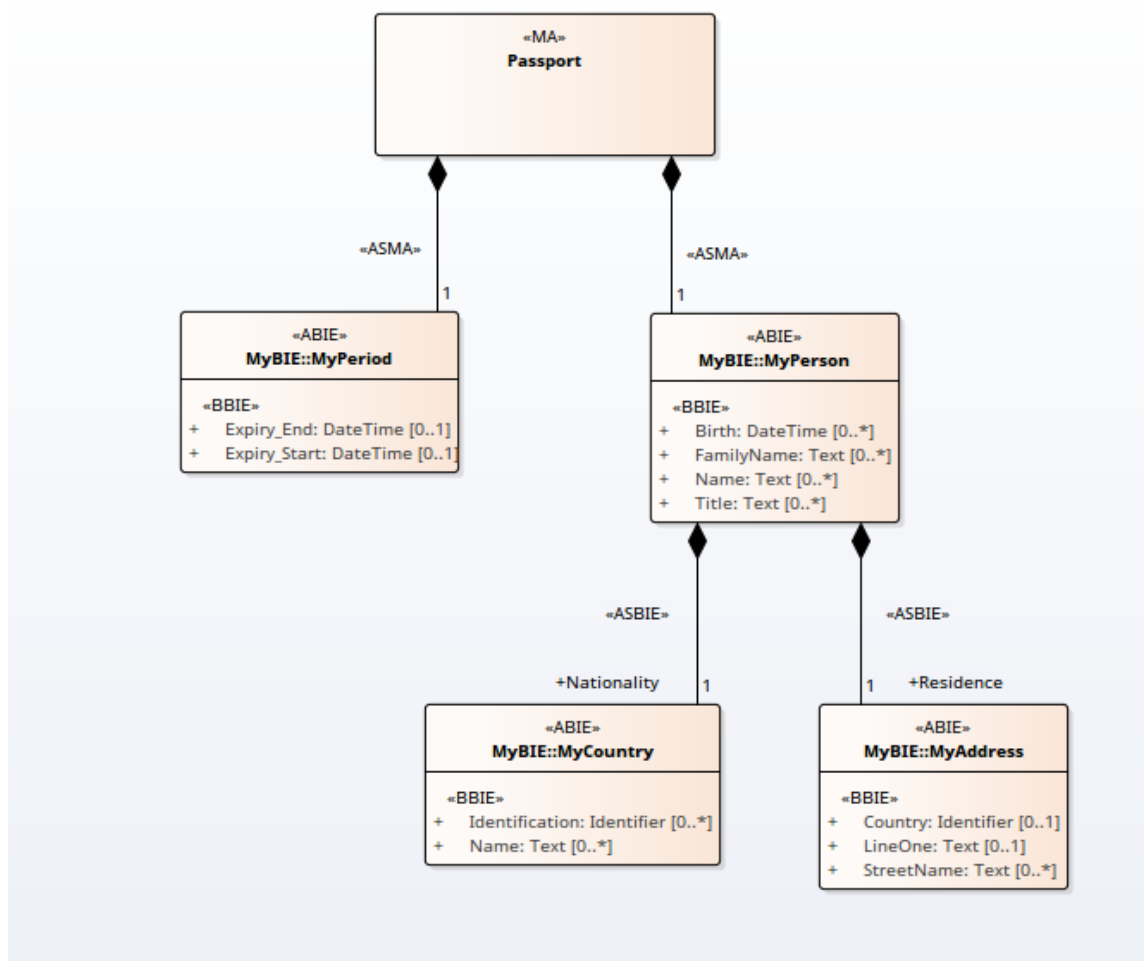 «MA»
Passport
«ASMA»
«ASMA»
1
1
«ABIE»
MyBIE::MyPeriod
«BBIE»
+ Expiry_End: DateTime [0..1]
+ Expiry_Start: DateTime [0..1]
«ABIE»
MyBIE::MyPerson
«BBIE»
+ Birth: DateTime [0..*]
+ FamilyName: Text [0..*]
+ Name: Text [0..*]
+ Title: Text [0..*]
«ASBIE»
«ASBIE»
+Nationality
1
1
+Residence
«ABIE»
MyBIE::MyCountry
«BBIE»
+ Identification: Identifier [0..*]
+ Name: Text [0..*]
«ABIE»
MyBIE::MyAddress
«BBIE»
+ Country: Identifier [0..1]
+ LineOne: Text [0..1]
+ StreetName: Text [0..*]